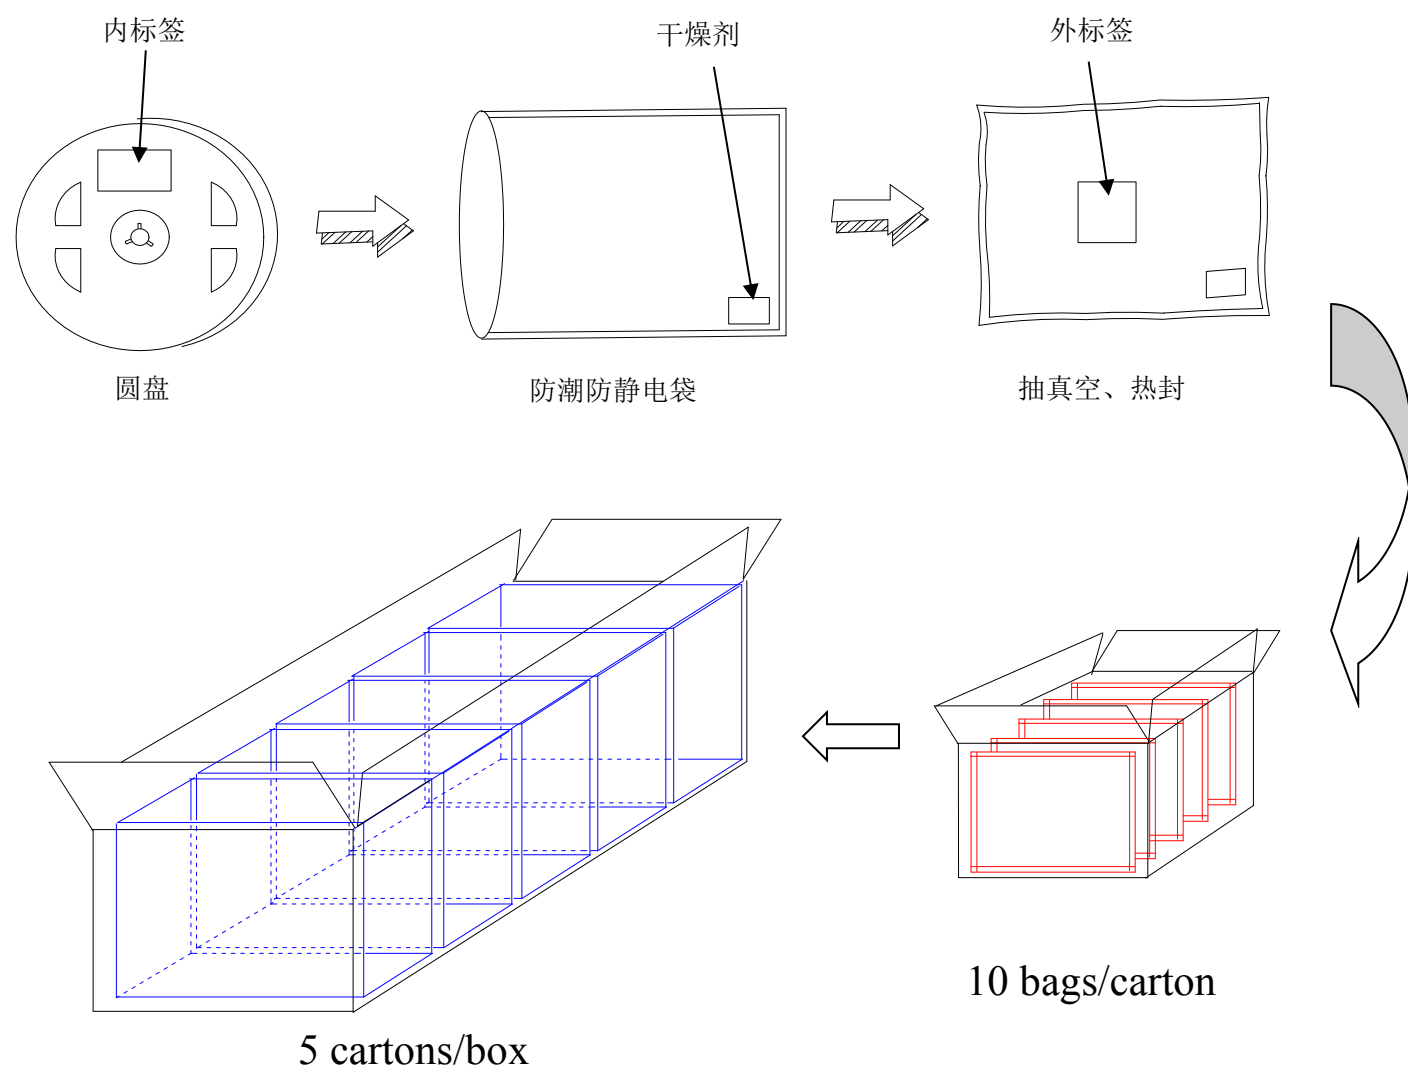 内标签
干燥剂
外标签
圆盘
防潮防静电袋
抽真空、热封
10 bags/carton
5 cartons/box